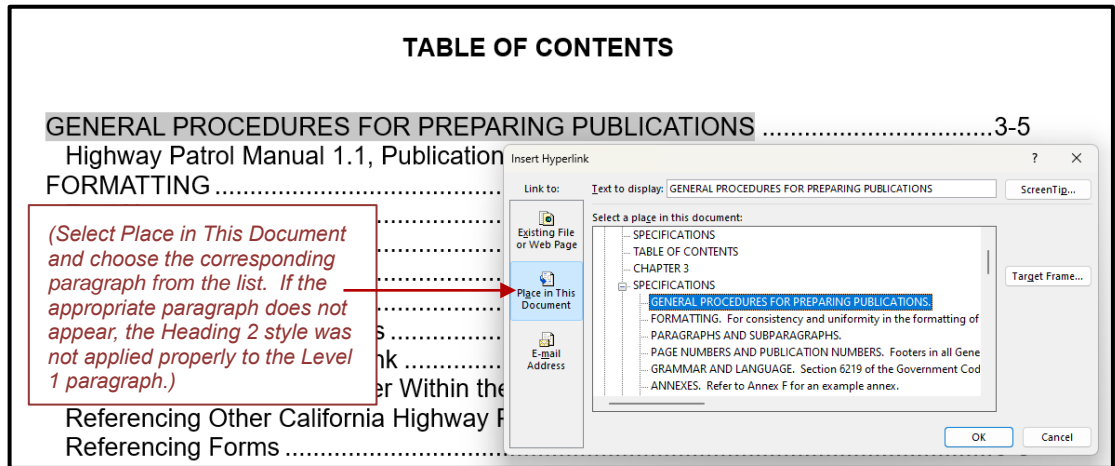 TABLE OF CONTENTS
GENERAL PROCEDURES FOR PREPARING PUBLICATIONS .................................3-5
Highway Patrol Manual 1.1, Publication
FORMATTING
(Select Place in This Document
and choose the corresponding
paragraph from the list. If the
appropriate paragraph does not
appear, the Heading 2 style was
not applied properly to the Level
1 paragraph.)
Within the
Referencing Other California Highway
Referencing Forms
Insert Hyperlink
? X
Link to:
Text to display: GENERAL PROCEDURES FOR PREPARING PUBLICATIONS
ScreenTip...
Existing File
or Web Page
Place in This
Document
E-mail
Address
Select a place in this document:
SPECIFICATIONS
TABLE OF CONTENTS
CHAPTER 3
SPECIFICATIONS
GENERAL PROCEDURES FOR PREPARING PUBLICATIONS.
FORMATTING. For consistency and uniformity in the formatting of
PARAGRAPHS AND SUBPARAGRAPHS.
PAGE NUMBERS AND PUBLICATION NUMBERS. Footers in all Gene
GRAMMAR AND LANGUAGE. Section 6219 of the Government Cod
ANNEXES. Refer to Annex F for an example annex.
Target Frame...
OK
Cancel